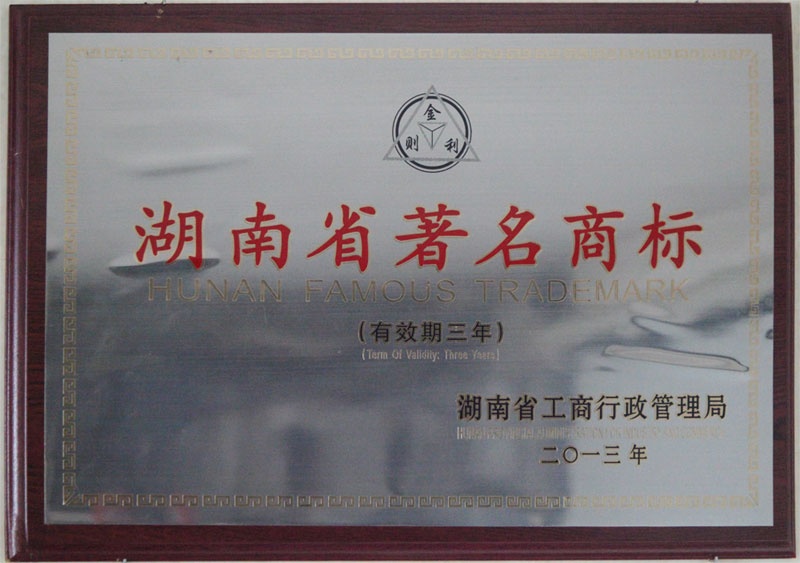 金
則 利
湖南省著名商标
HUNAN FAMOUS TRADEMARK
（有效期三年）
(Term Of Validity: Three Years)
湖南省工商行政管理局
二〇一三年